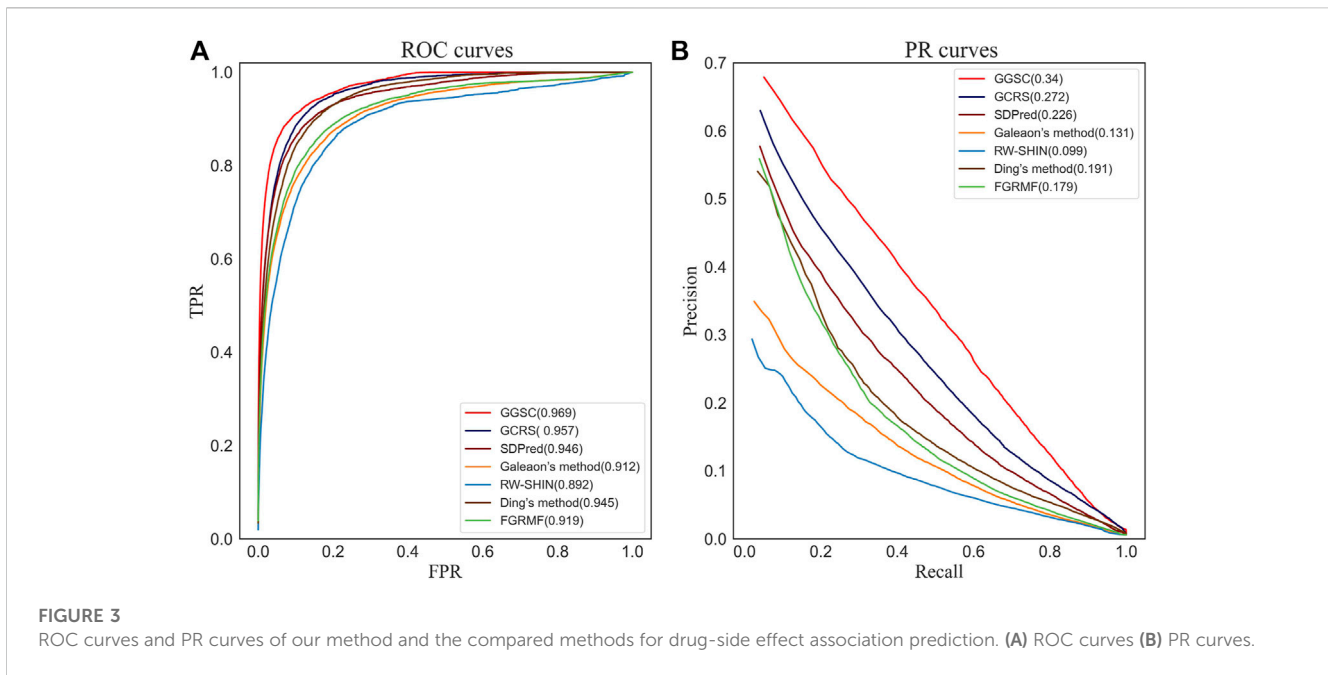 A
ROC curves
1.0
0.8
0.6
0.4
0.2
0.0
TPR
0.0
0.2
0.4
0.6
0.8
1.0
FPR
GGSC(0.969)
GCRS( 0.957)
SDPred(0.946)
Galeaon's method(0.912)
RW-SHIN(0.892)
Ding's method(0.945)
FGRMF(0.919)
B
PR curves
0.7
0.6
0.5
0.4
0.3
0.2
0.1
0.0
Precision
0.0
0.2
0.4
0.6
0.8
1.0
Recall
GGSC(0.34)
GCRS(0.272)
SDPred(0.226)
Galeaon's method(0.131)
RW-SHIN(0.099)
Ding's method(0.191)
FGRMF(0.179)
FIGURE 3
ROC curves and PR curves of our method and the compared methods for drug-side effect association prediction. (A) ROC curves (B) PR curves.